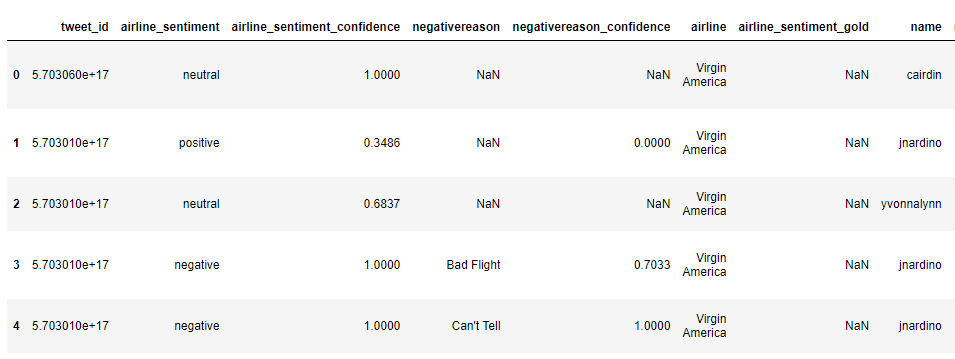 tweet_id airline_sentiment airline_sentiment_confidence negativereason negativereason_confidence airline airline_sentiment_gold name
0 5.703060e+17 neutral 1.0000 NaN NaN Virgin America NaN cairdin
1 5.703010e+17 positive 0.3486 NaN 0.0000 Virgin America NaN jnardino
2 5.703010e+17 neutral 0.6837 NaN NaN Virgin America NaN yvonnalynn
3 5.703010e+17 negative 1.0000 Bad Flight 0.7033 Virgin America NaN jnardino
4 5.703010e+17 negative 1.0000 Can't Tell 1.0000 Virgin America NaN jnardino